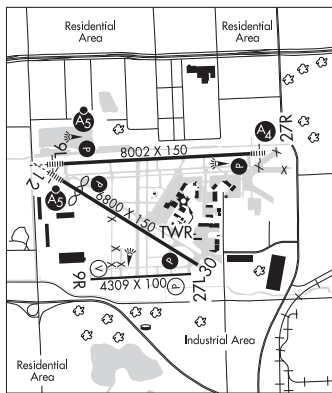 Residential
Area
Residential
Area
A5
A4
9L
P
27R
8002 X 150
P
12
P
A5
6800 X 150
TWR
P
30
V
9R
4309 X 100
P
27L
Industrial Area
Residential
Area